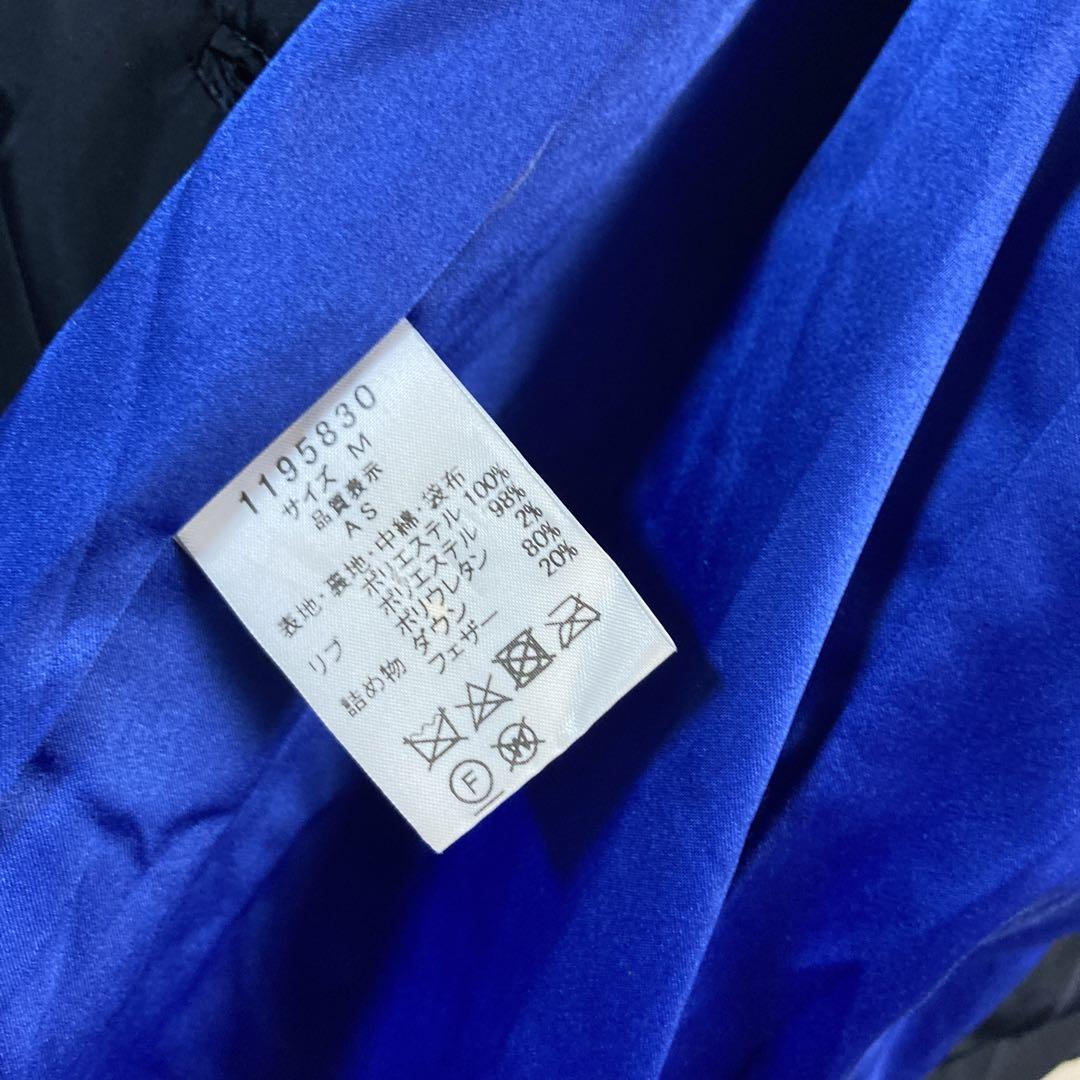 1195830
サイズ M
品質表示
AS
表地・裏地・中綿・袋布
ポリエステル 100%
リブ ポリエステル 98%
ポリウレタン 2%
詰め物 ダウン 80%
フェザー 20%
F
W